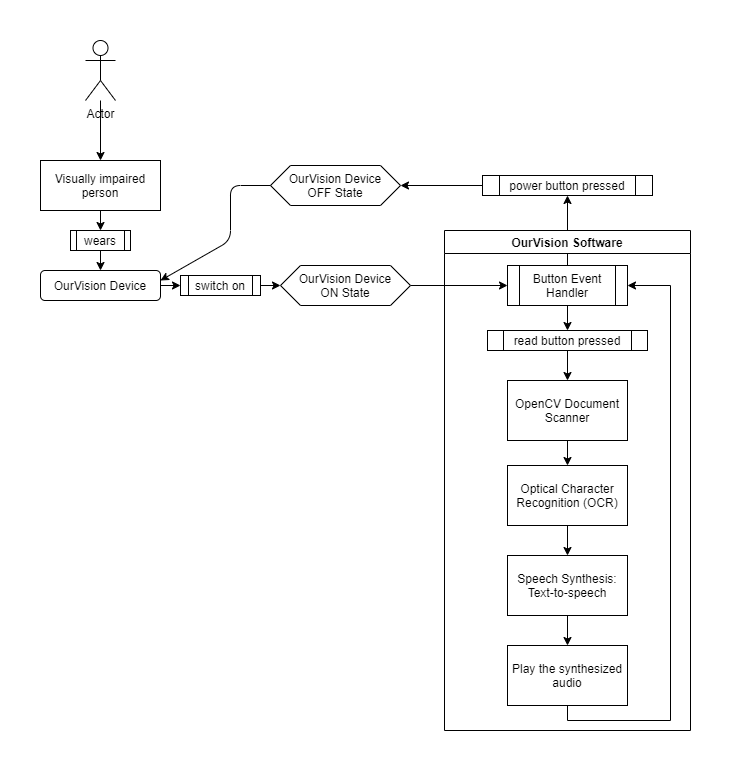 Actor
Visually impaired
person
wears
OurVision Device
switch on
OurVision Device
OFF State
OurVision Device
ON State
power button pressed
OurVision Software
Button Event
Handler
read button pressed
OpenCV Document
Scanner
Optical Character
Recognition (OCR)
Speech Synthesis:
Text-to-speech
Play the synthesized
audio